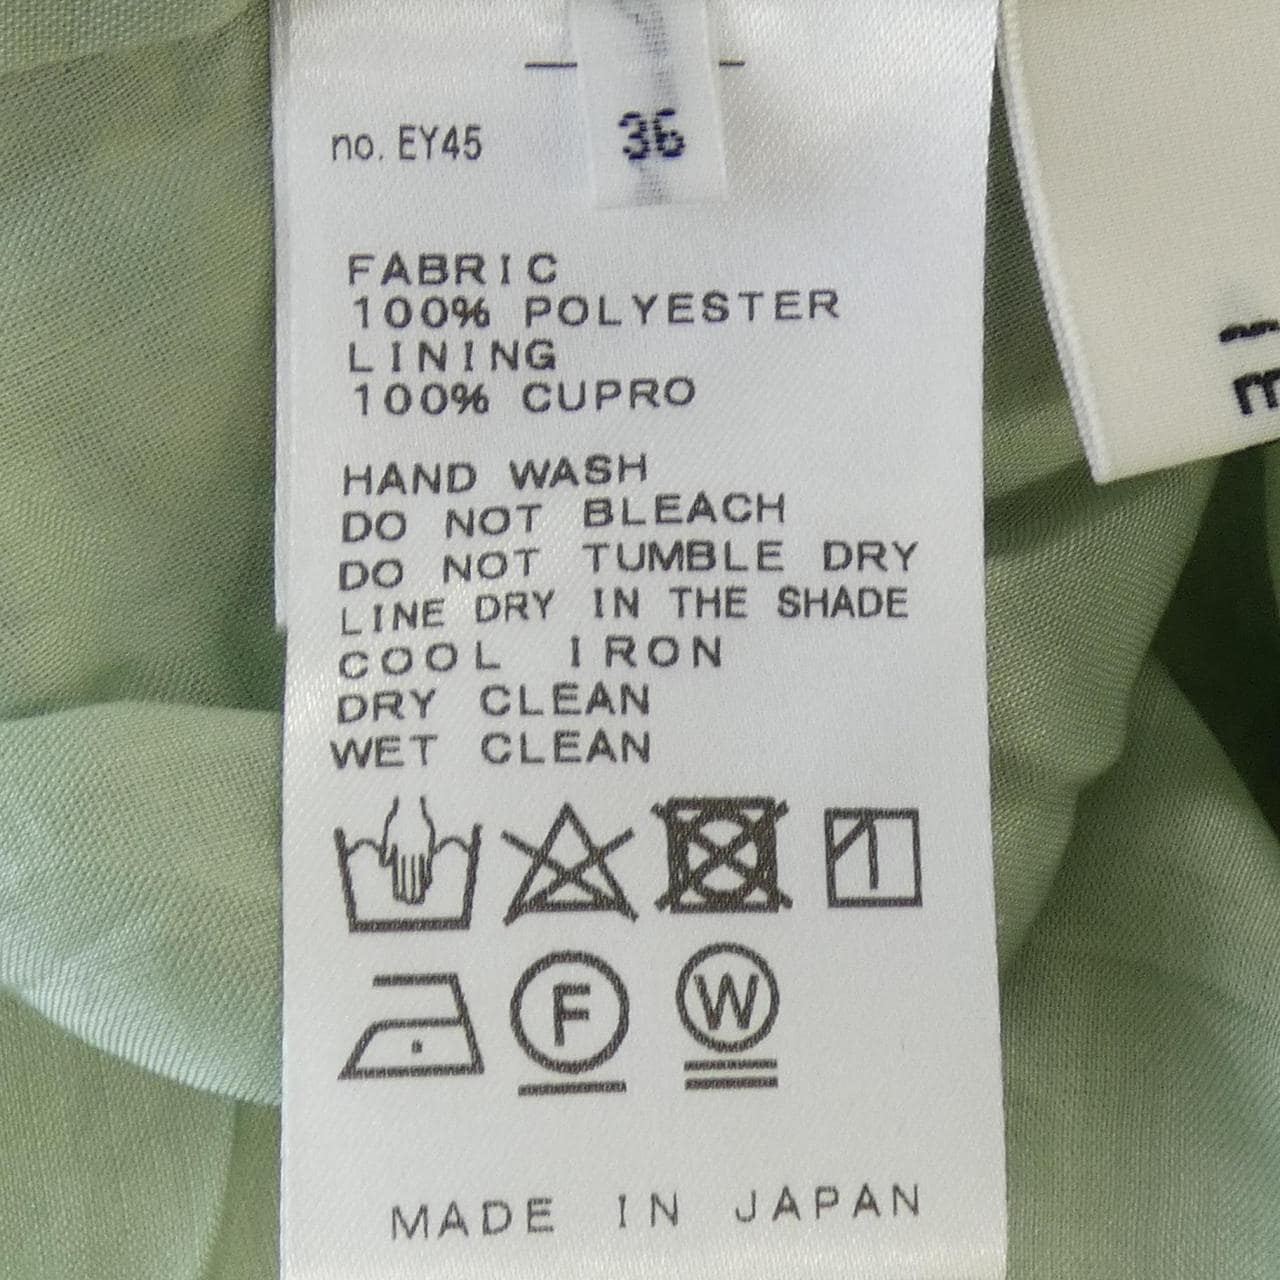 no. EY45
36
FABRIC
100% POLYESTER
LINING
100% CUPRO
HAND WASH
DO NOT BLEACH
DO NOT TUMBLE DRY
LINE DRY IN THE SHADE
COOL IRON
DRY CLEAN
WET CLEAN
F W
MADE IN JAPAN